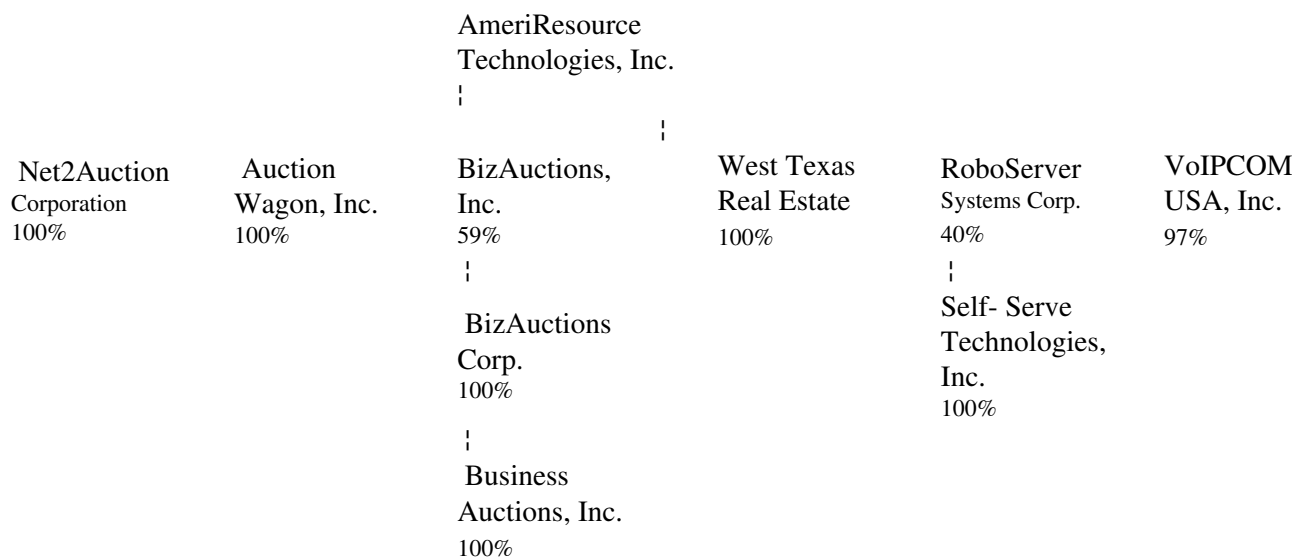 AmeriResource
Technologies, Inc.
¦
¦
Net2Auction
Corporation
100%
Auction
Wagon, Inc.
100%
BizAuctions,
Inc.
59%
West Texas
Real Estate
100%
RoboServer
Systems Corp.
40%
VoIPCOM
USA, Inc.
97%
¦
¦
BizAuctions
Corp.
100%
Self- Serve
Technologies,
Inc.
100%
¦
Business
Auctions, Inc.
100%